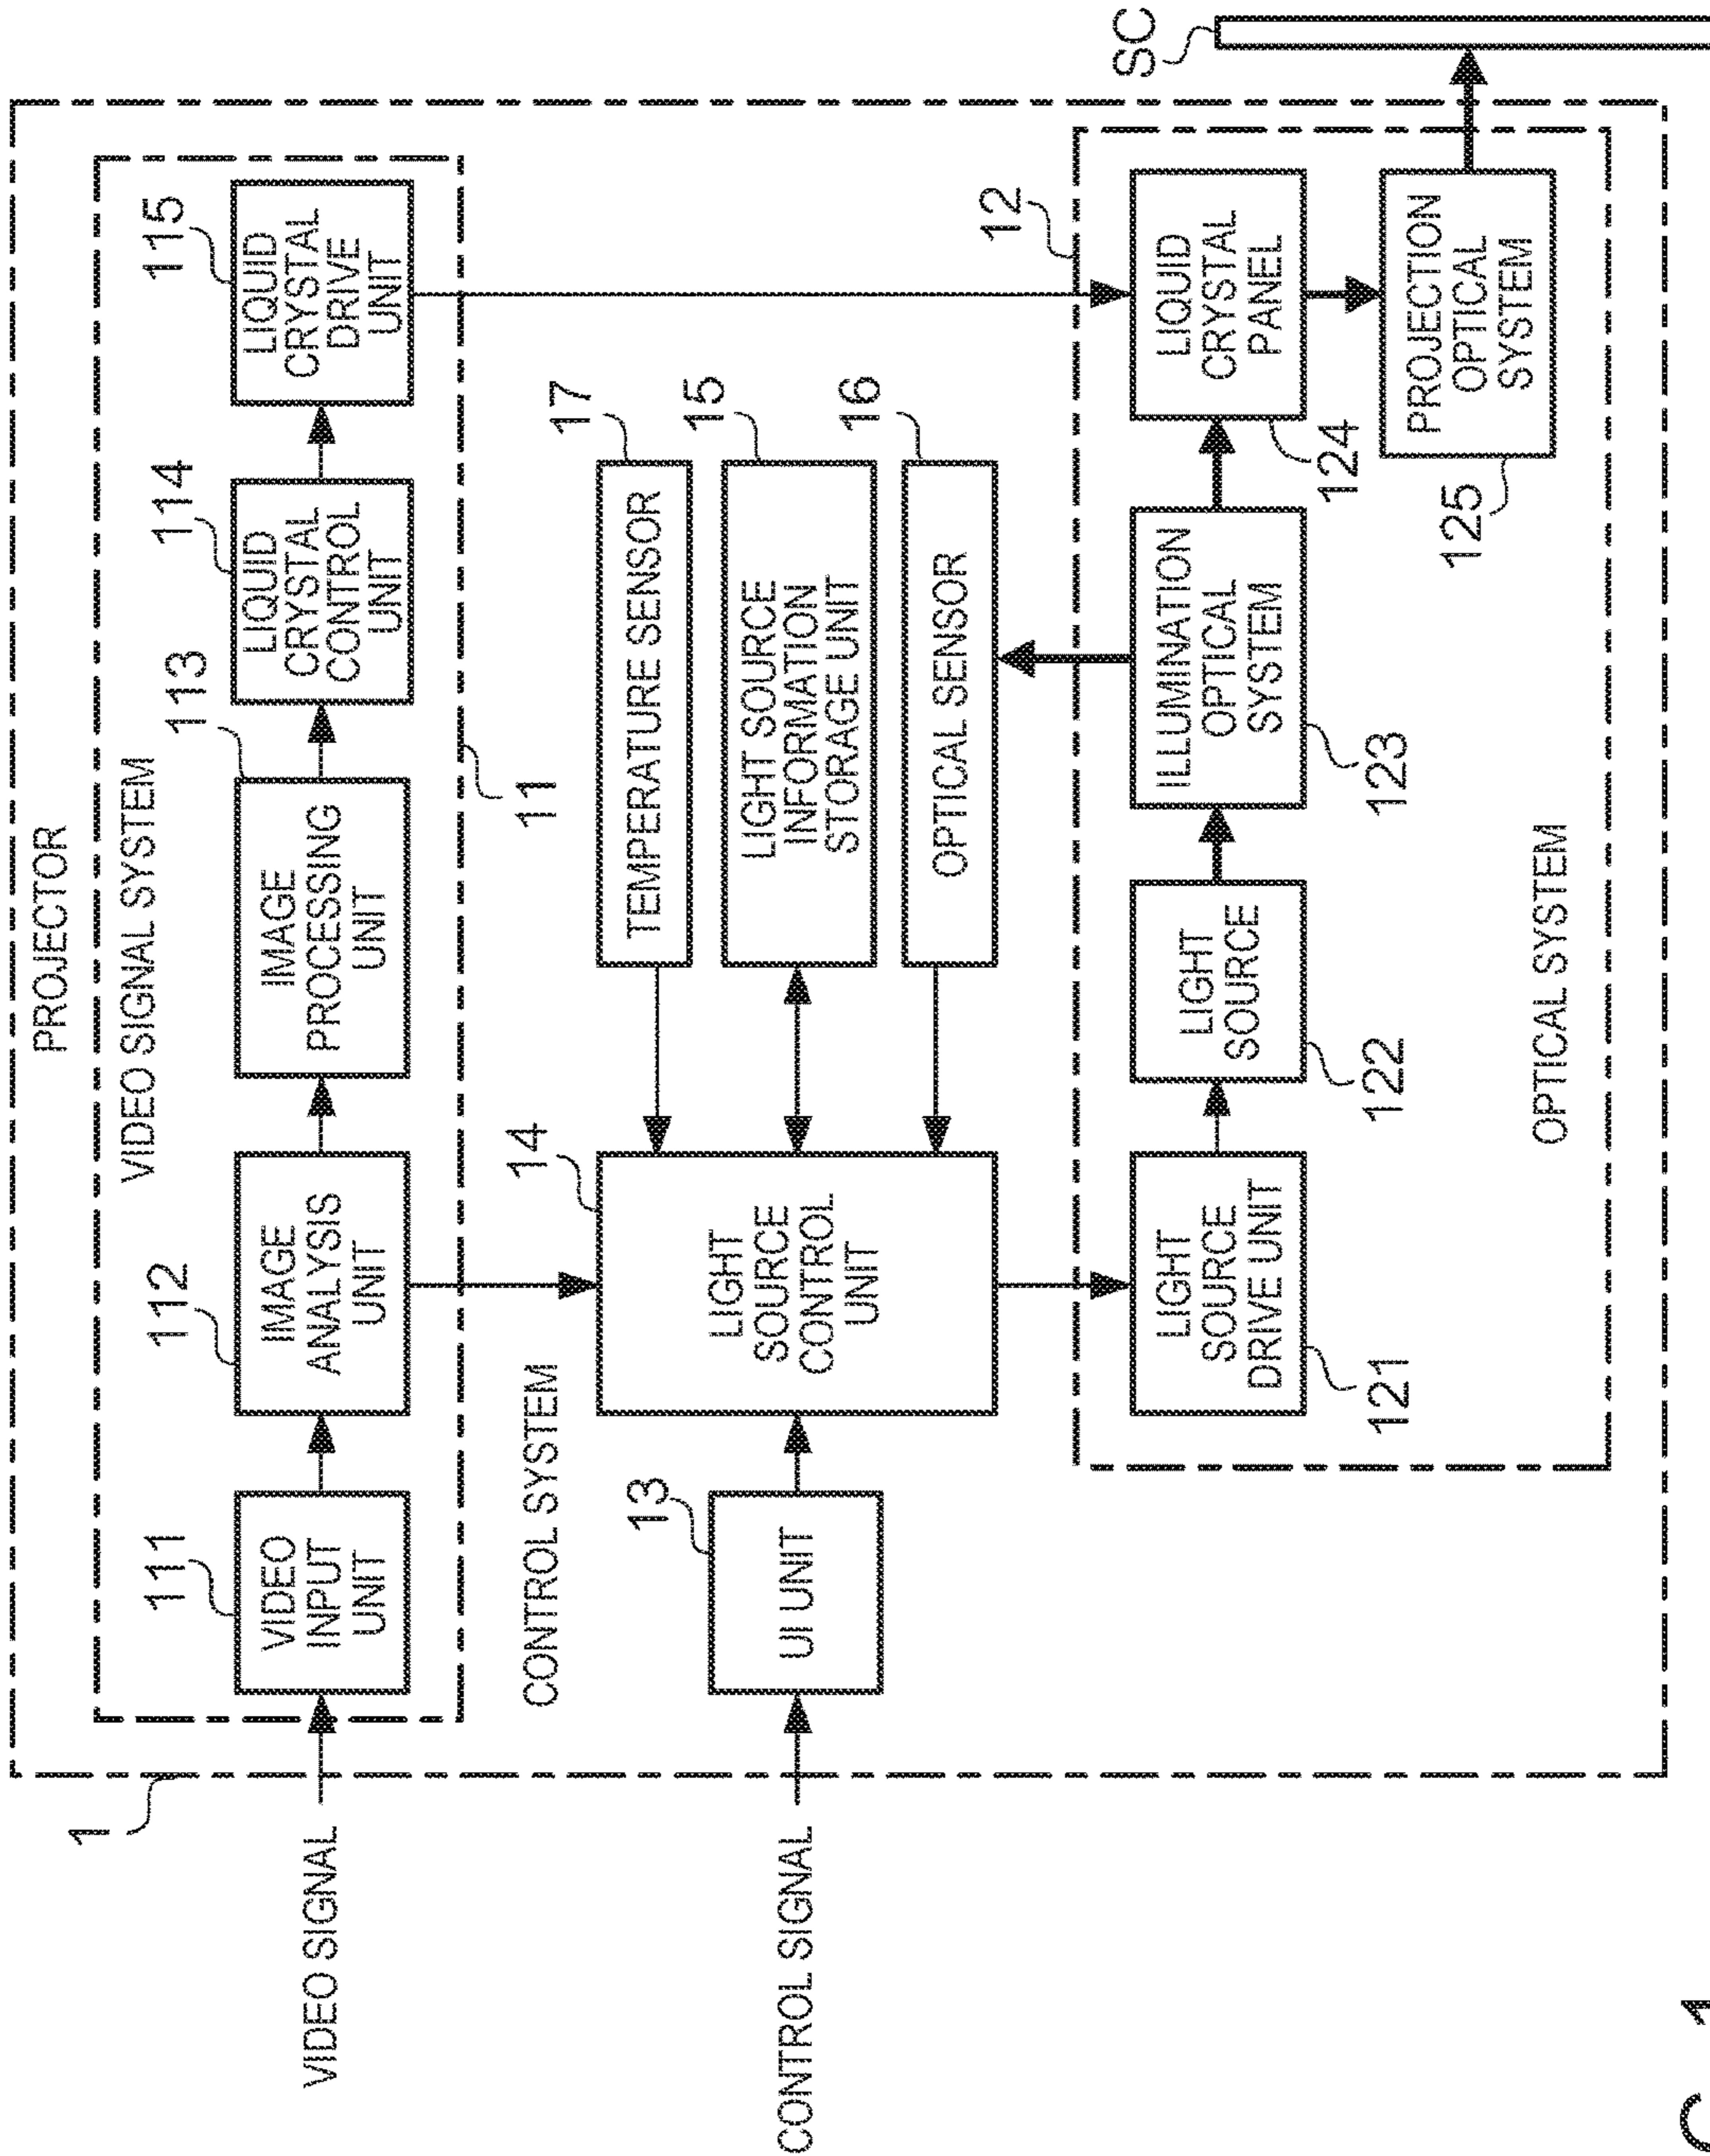 PROJECTOR
1
VIDEO SIGNAL SYSTEM
VIDEO SIGNAL
111
VIDEO
INPUT
UNIT
112
IMAGE
ANALYSIS
UNIT
113
IMAGE
PROCESSING
UNIT
114
LIQUID
CRYSTAL
CONTROL
UNIT
115
LIQUID
CRYSTAL
DRIVE
UNIT
11
CONTROL SYSTEM
CONTROL SIGNAL
13
UI UNIT
14
LIGHT
SOURCE
CONTROL
UNIT
17
TEMPERATURE SENSOR
15
LIGHT SOURCE
INFORMATION
STORAGE UNIT
16
OPTICAL SENSOR
12
LIGHT
SOURCE
DRIVE UNIT
121
LIGHT
SOURCE
122
ILLUMINATION
OPTICAL
SYSTEM
123
LIQUID
CRYSTAL
PANEL
124
PROJECTION
OPTICAL
SYSTEM
125
OPTICAL SYSTEM
SC